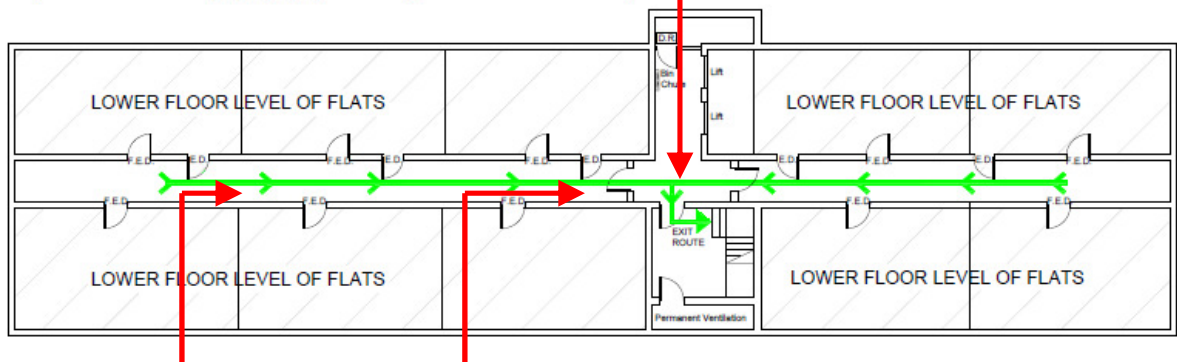 D.R.
Bin
Chute
Lift
Lift
LOWER FLOOR LEVEL OF FLATS
LOWER FLOOR LEVEL OF FLATS
F.E.D.
E.D.
F.E.D.
E.D.
F.E.D.
E.D.
E.D.
F.E.D.
E.D.
F.E.D.
F.E.D.
F.E.D.
F.E.D.
F.E.D.
F.E.D.
EXIT
ROUTE
LOWER FLOOR LEVEL OF FLATS
LOWER FLOOR LEVEL OF FLATS
Permanent Ventilation